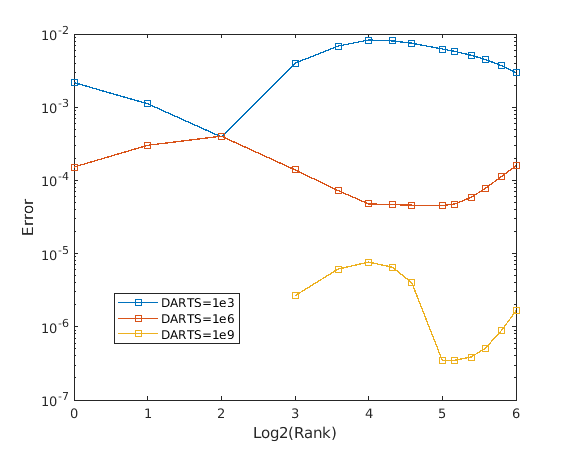 10^-2
10^-3
10^-4
10^-5
10^-6
10^-7
Error
DARTS=1e3
DARTS=1e6
DARTS=1e9
0 1 2 3 4 5 6
Log2(Rank)